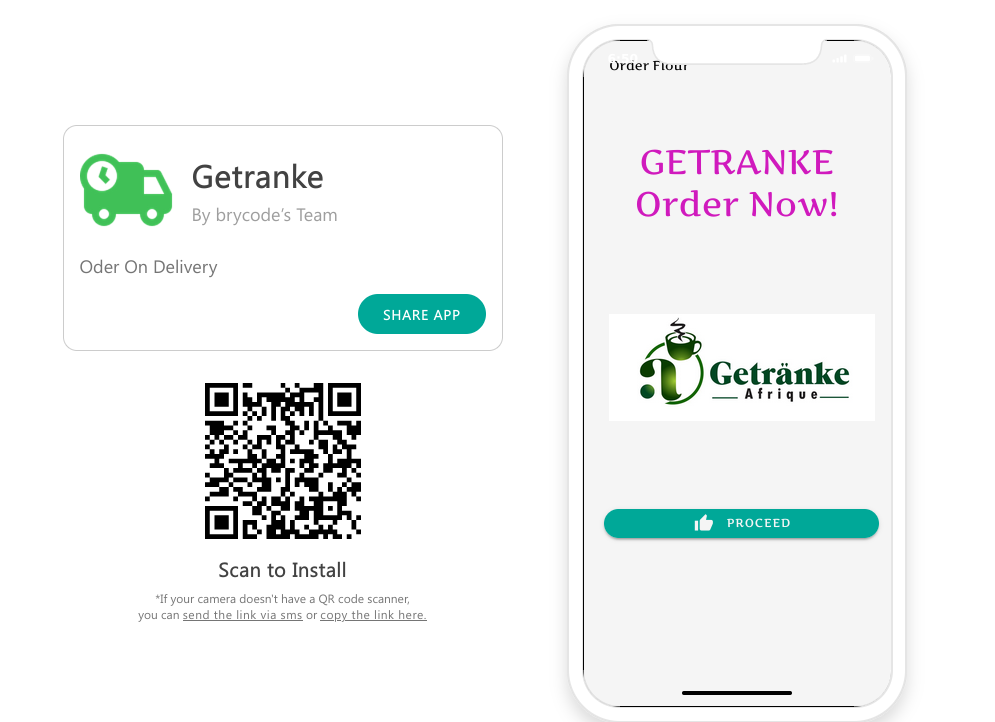 Getranke
By brycode's Team
Oder On Delivery
SHARE APP
Scan to Install
*If your camera doesn't have a QR code scanner,
you can send the link via sms or copy the link here.
Order Flour
GETRANKE
Order Now!
Getränke
Afrique
PROCEED